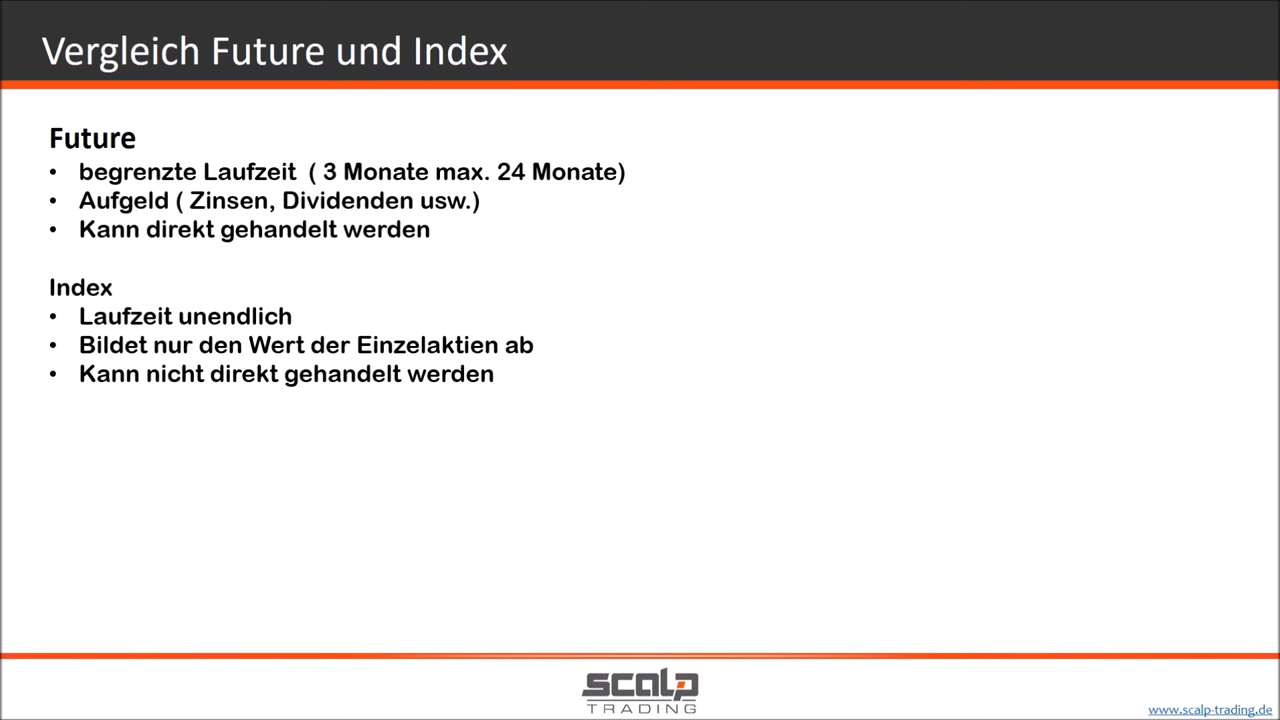 Vergleich Future und Index
Future
• begrenzte Laufzeit ( 3 Monate max. 24 Monate)
• Aufgeld ( Zinsen, Dividenden usw.)
• Kann direkt gehandelt werden
Index
• Laufzeit unendlich
• Bildet nur den Wert der Einzelaktien ab
• Kann nicht direkt gehandelt werden
scalp
TRADING
www.scalp-trading.de